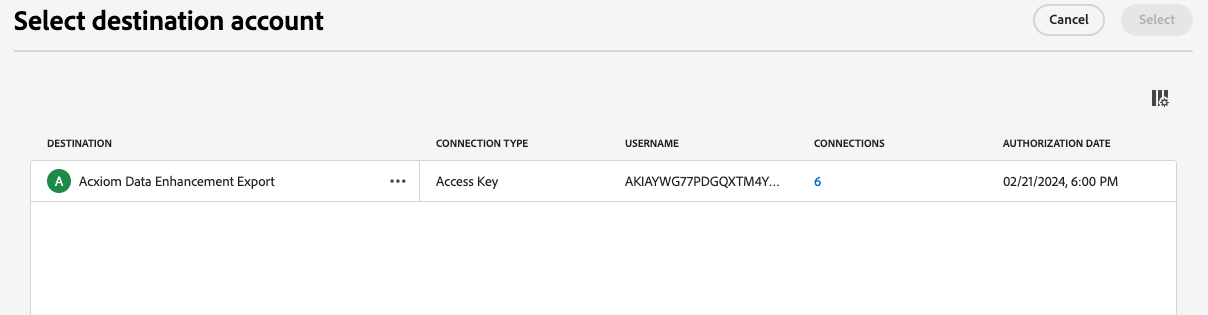 Select destination account
Cancel
Select
DESTINATION CONNECTION TYPE USERNAME CONNECTIONS AUTHORIZATION DATE
A Acxiom Data Enhancement Export ••• Access Key AKIAYWG77PDGQXTM4Y... 6 02/21/2024, 6:00 PM